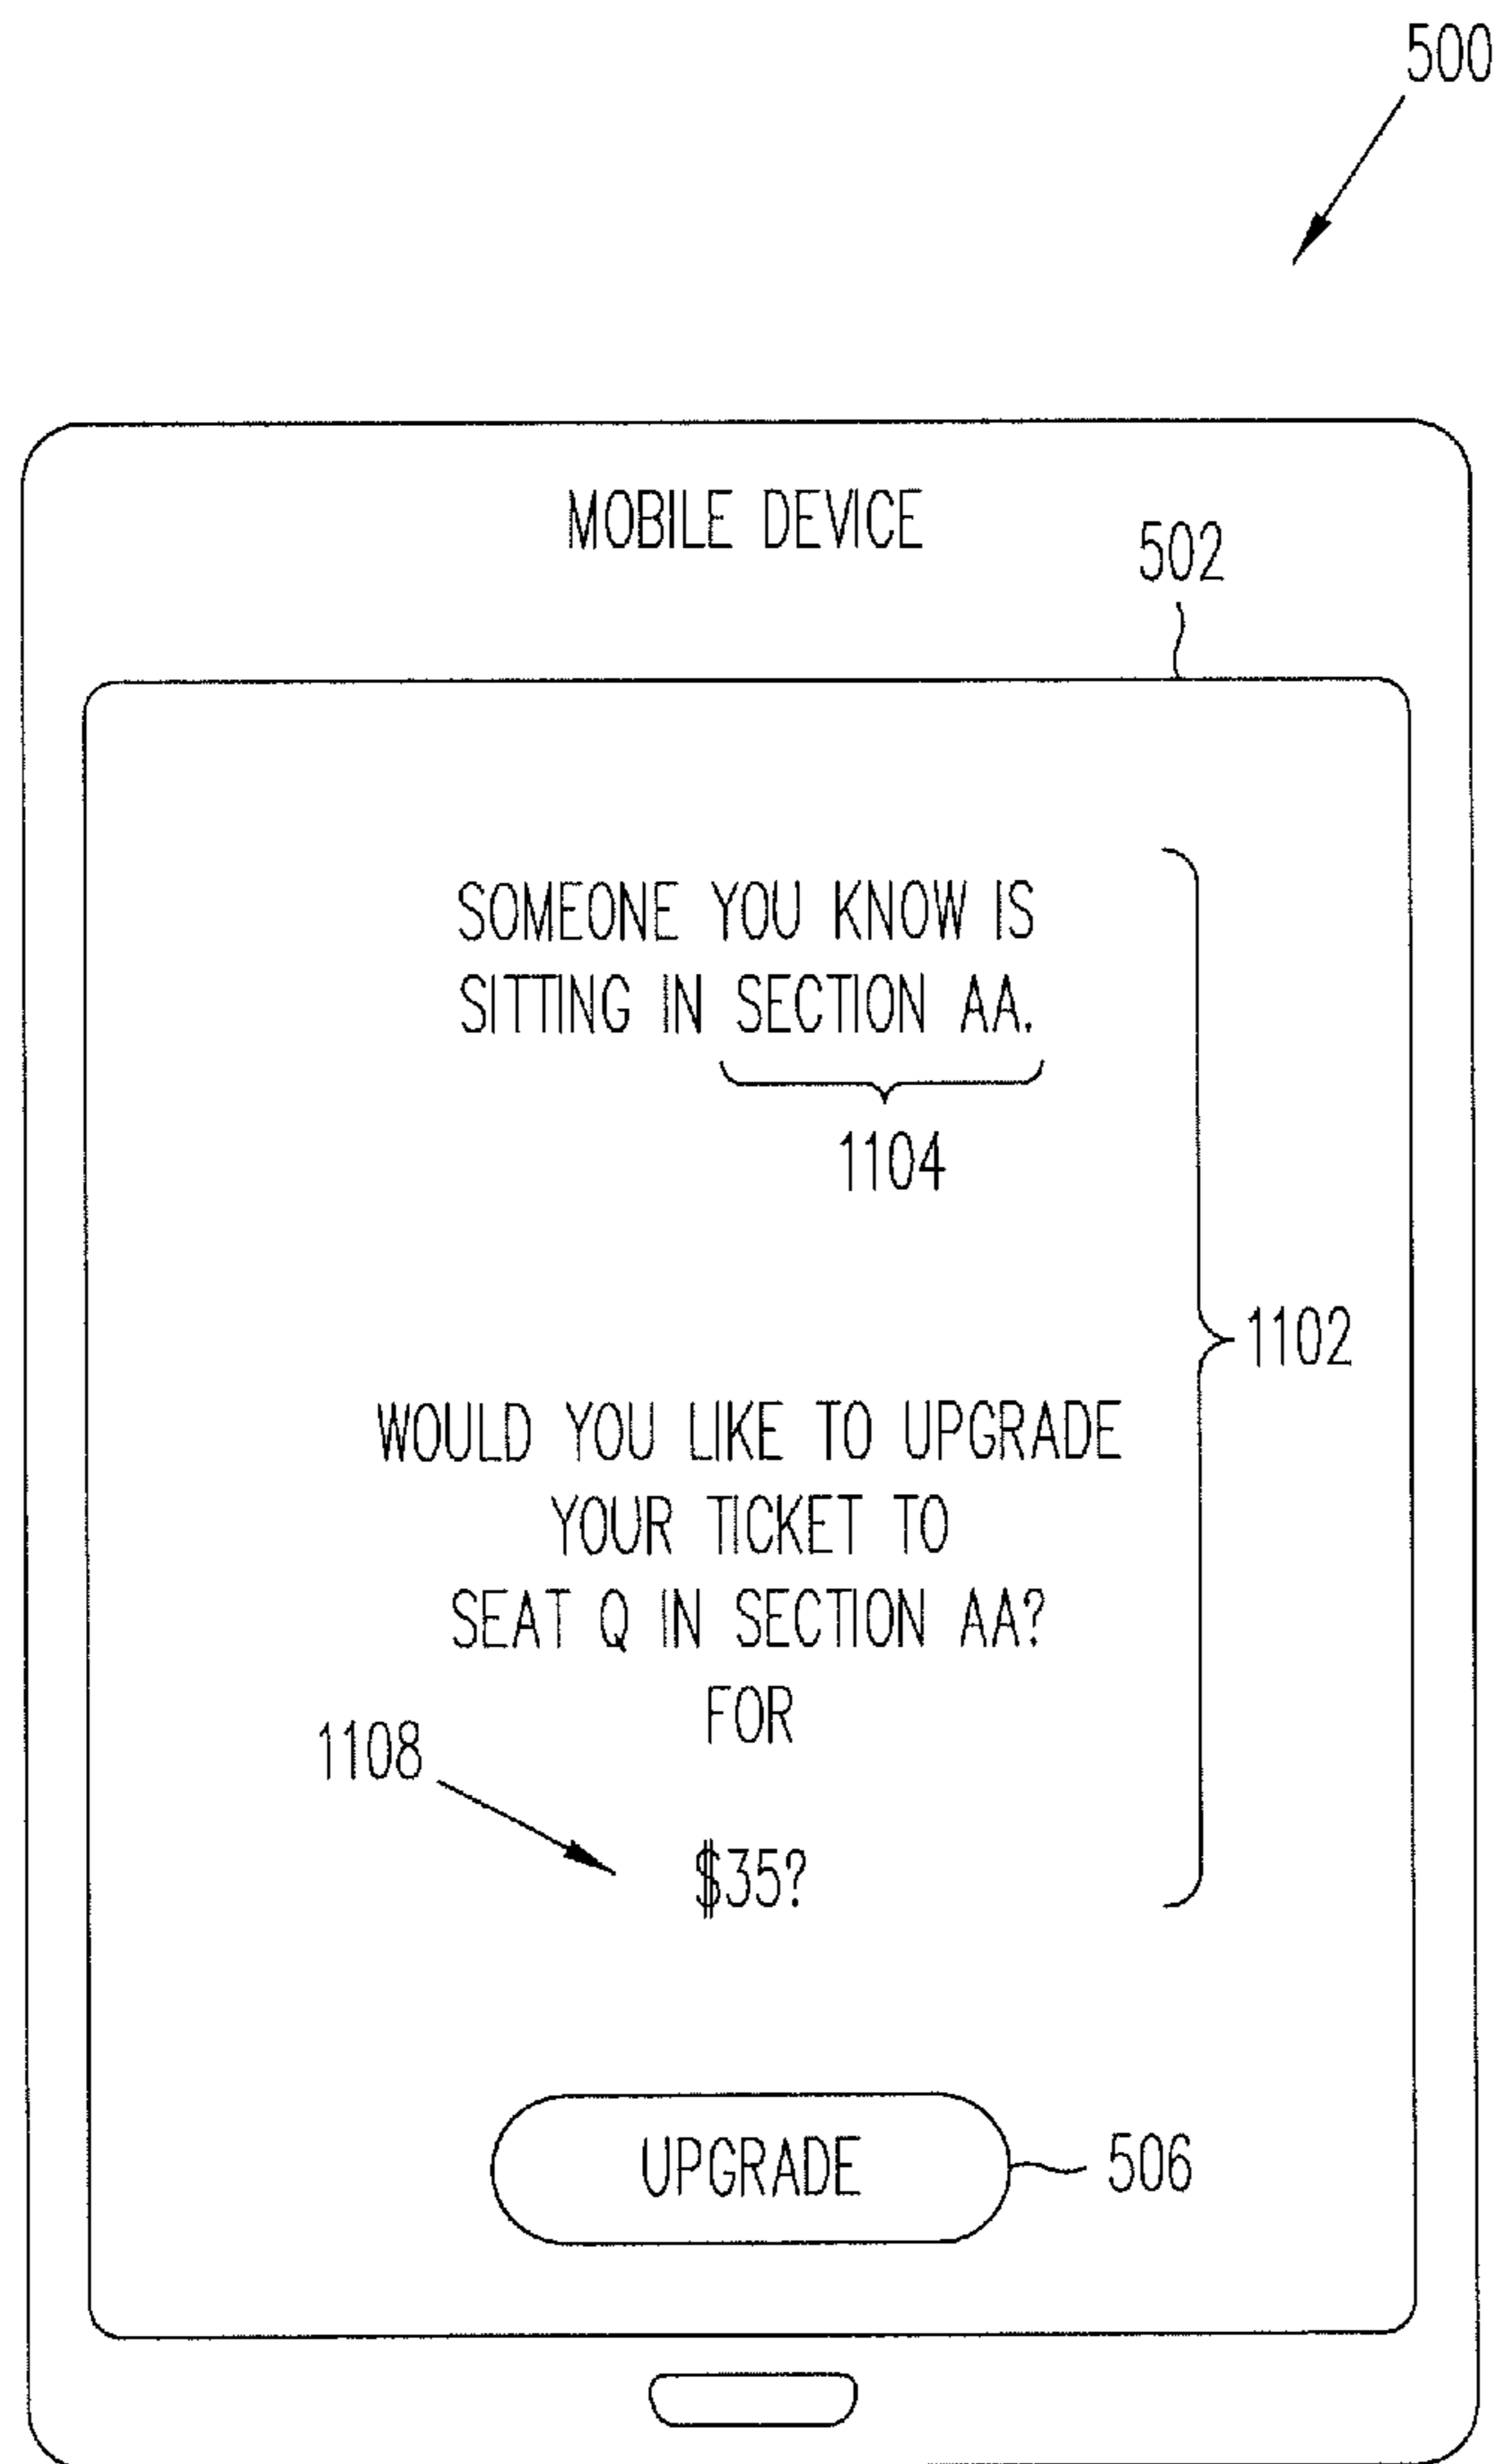 500
MOBILE DEVICE
502
SOMEONE YOU KNOW IS
SITTING IN SECTION AA.
1104
1102
WOULD YOU LIKE TO UPGRADE
YOUR TICKET TO
SEAT Q IN SECTION AA?
FOR
1108
$35?
UPGRADE
506